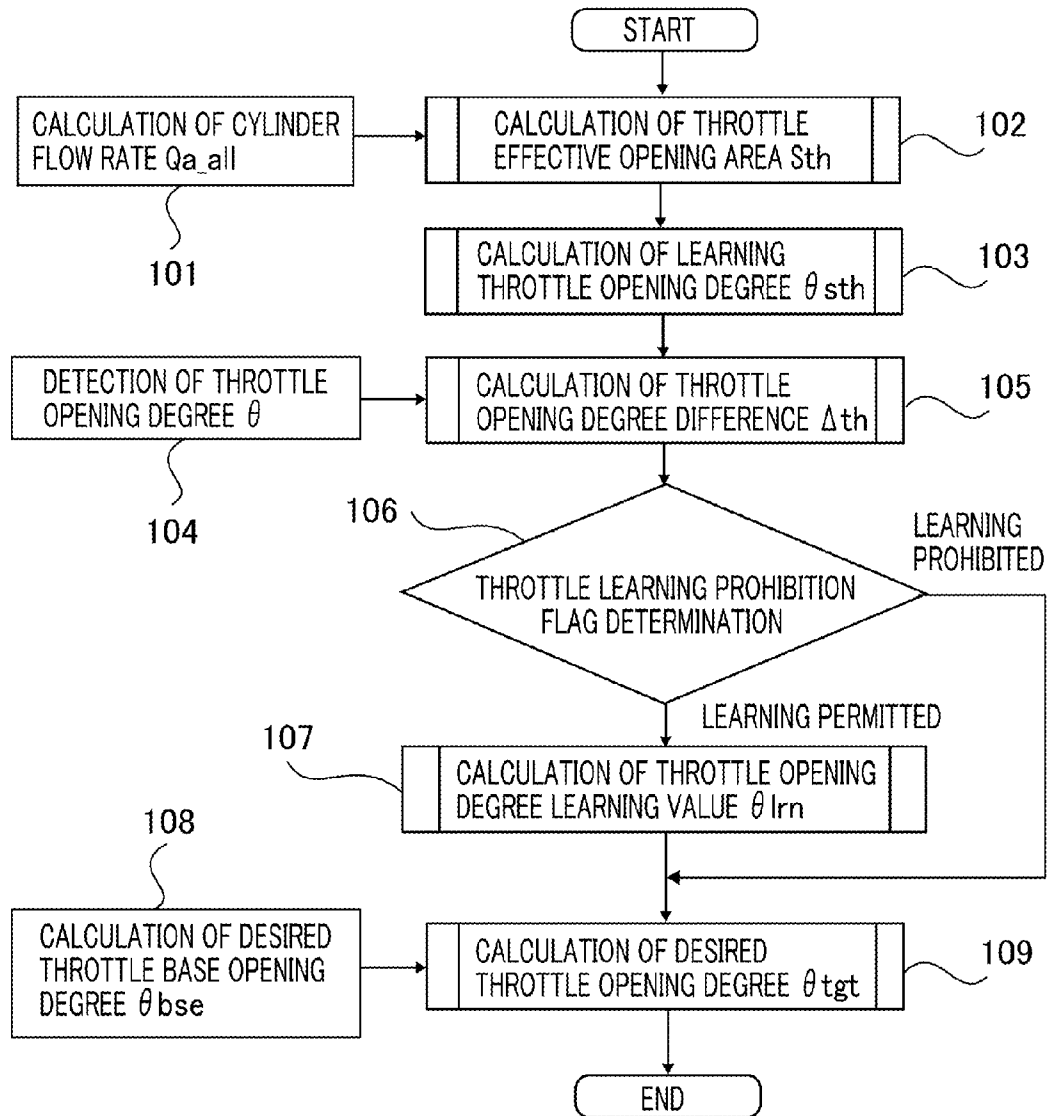 START
CALCULATION OF CYLINDER
FLOW RATE Qa_all
101
CALCULATION OF THROTTLE
EFFECTIVE OPENING AREA Sth
102
CALCULATION OF LEARNING
THROTTLE OPENING DEGREE θsth
103
DETECTION OF THROTTLE
OPENING DEGREE θ
104
CALCULATION OF THROTTLE
OPENING DEGREE DIFFERENCE Δth
105
106
THROTTLE LEARNING PROHIBITION
FLAG DETERMINATION
LEARNING
PROHIBITED
LEARNING PERMITTED
107
CALCULATION OF THROTTLE OPENING
DEGREE LEARNING VALUE θlrn
108
CALCULATION OF DESIRED
THROTTLE BASE OPENING
DEGREE θbse
CALCULATION OF DESIRED
THROTTLE OPENING DEGREE θtgt
109
END